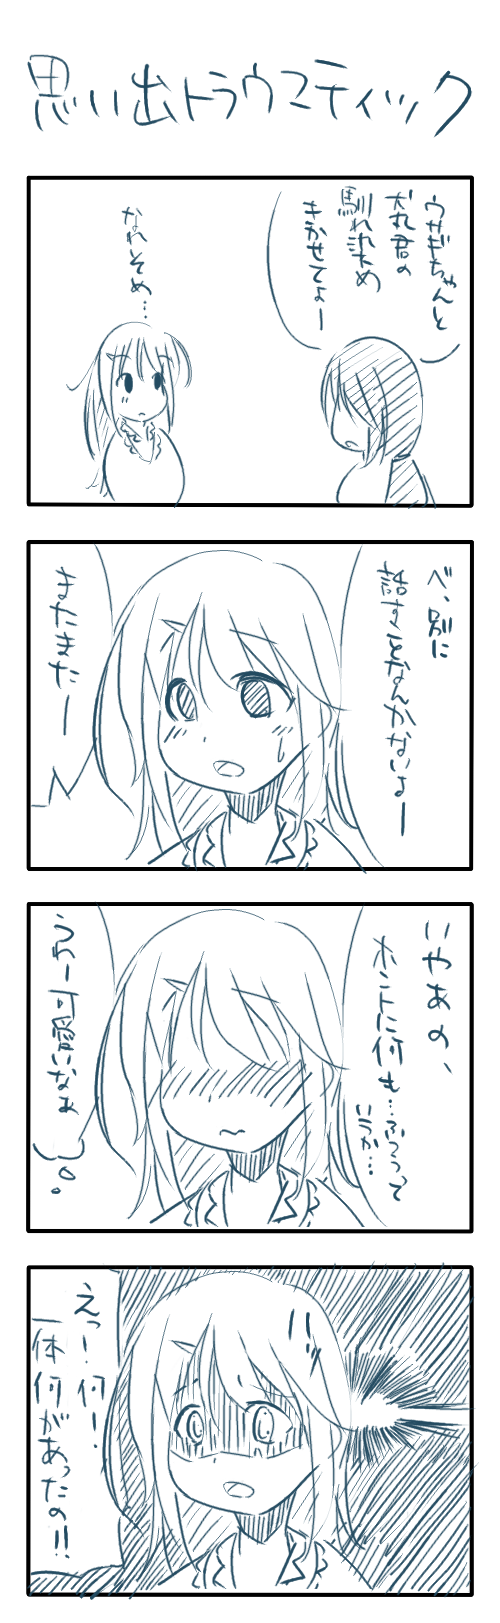 思い出トラウマティック
ウサギちゃんと
犬丸君の
馴れ染め
きかせてよー
なれそめ…
べ、別に
話すことなんかないよー
またまたー
いやあの、
ホントに何も…ふつーって
いうか…
うわー可愛いなぁ
えっ!何!
一体何があったの!!